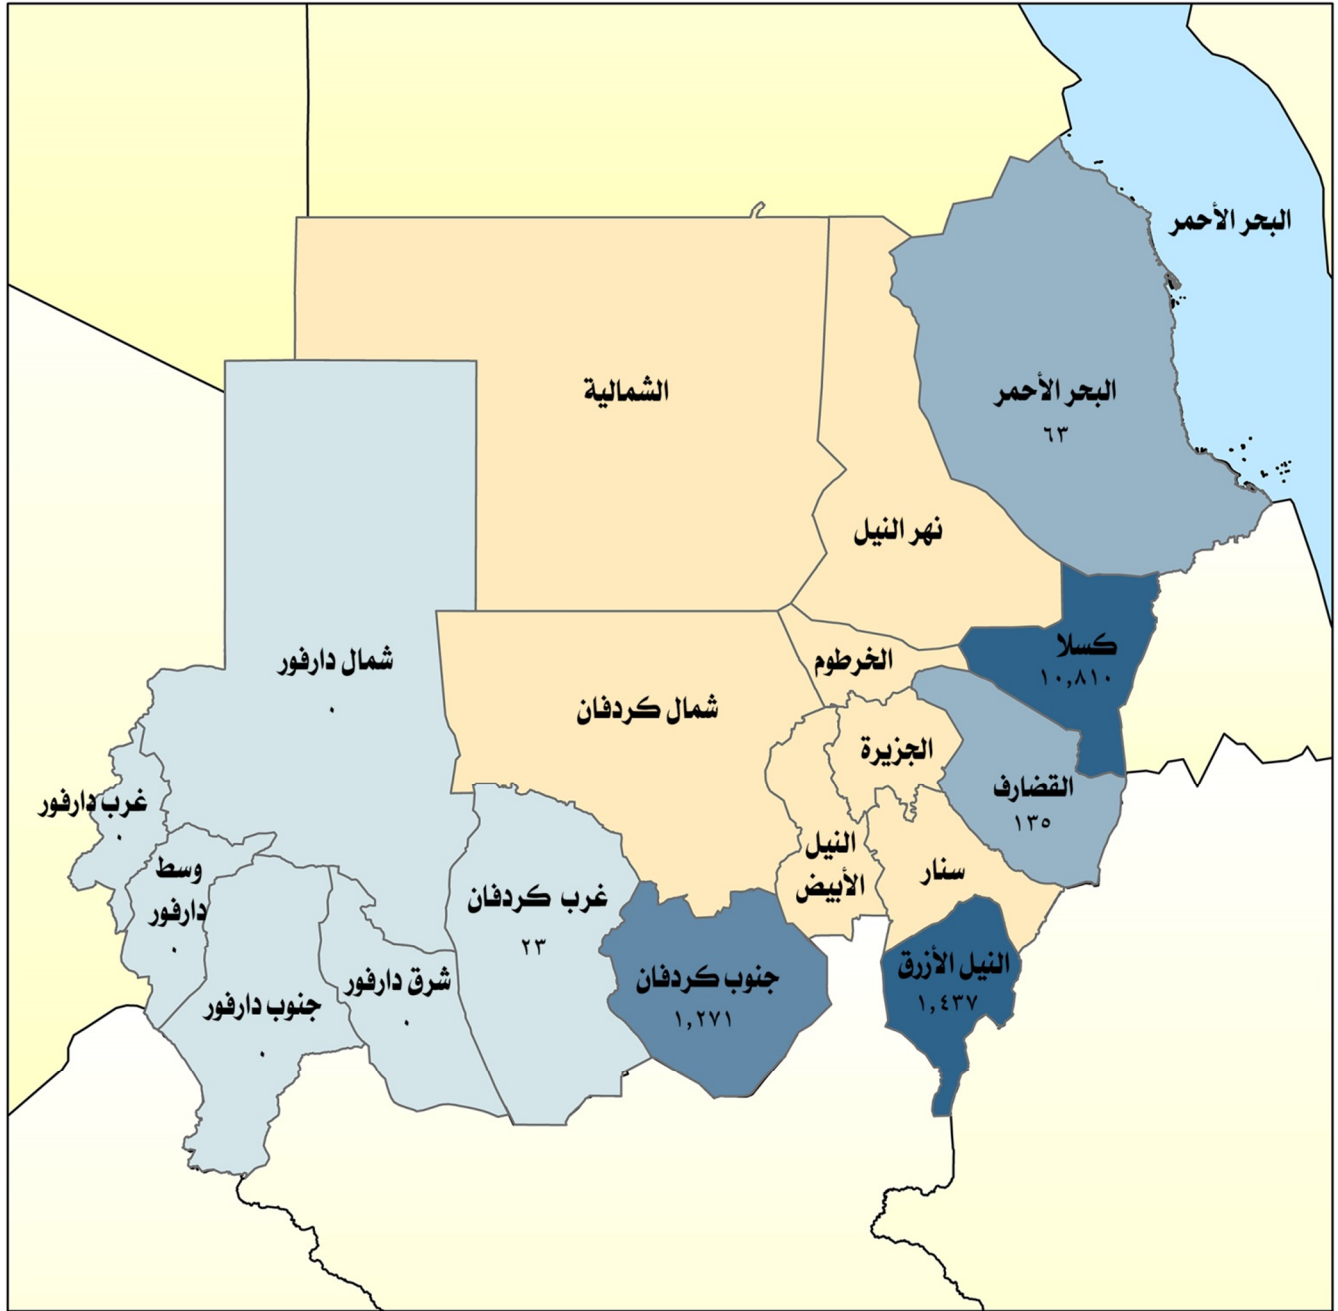 البحر الأحمر
الشمالية
البحر الأحمر
٦٣
نهر النيل
كسلا
١٠,٨١٠
الخرطوم
شمال دارفور
٠
شمال كردفان
الجزيرة
القضارف
١٣٥
غرب دارفور
٠
النيل
الأبيض
سنار
وسط
دارفور
٠
غرب كردفان
٢٣
النيل الأزرق
١,٤٣٧
جنوب كردفان
١,٢٧١
شرق دارفور
٠
جنوب دارفور
٠